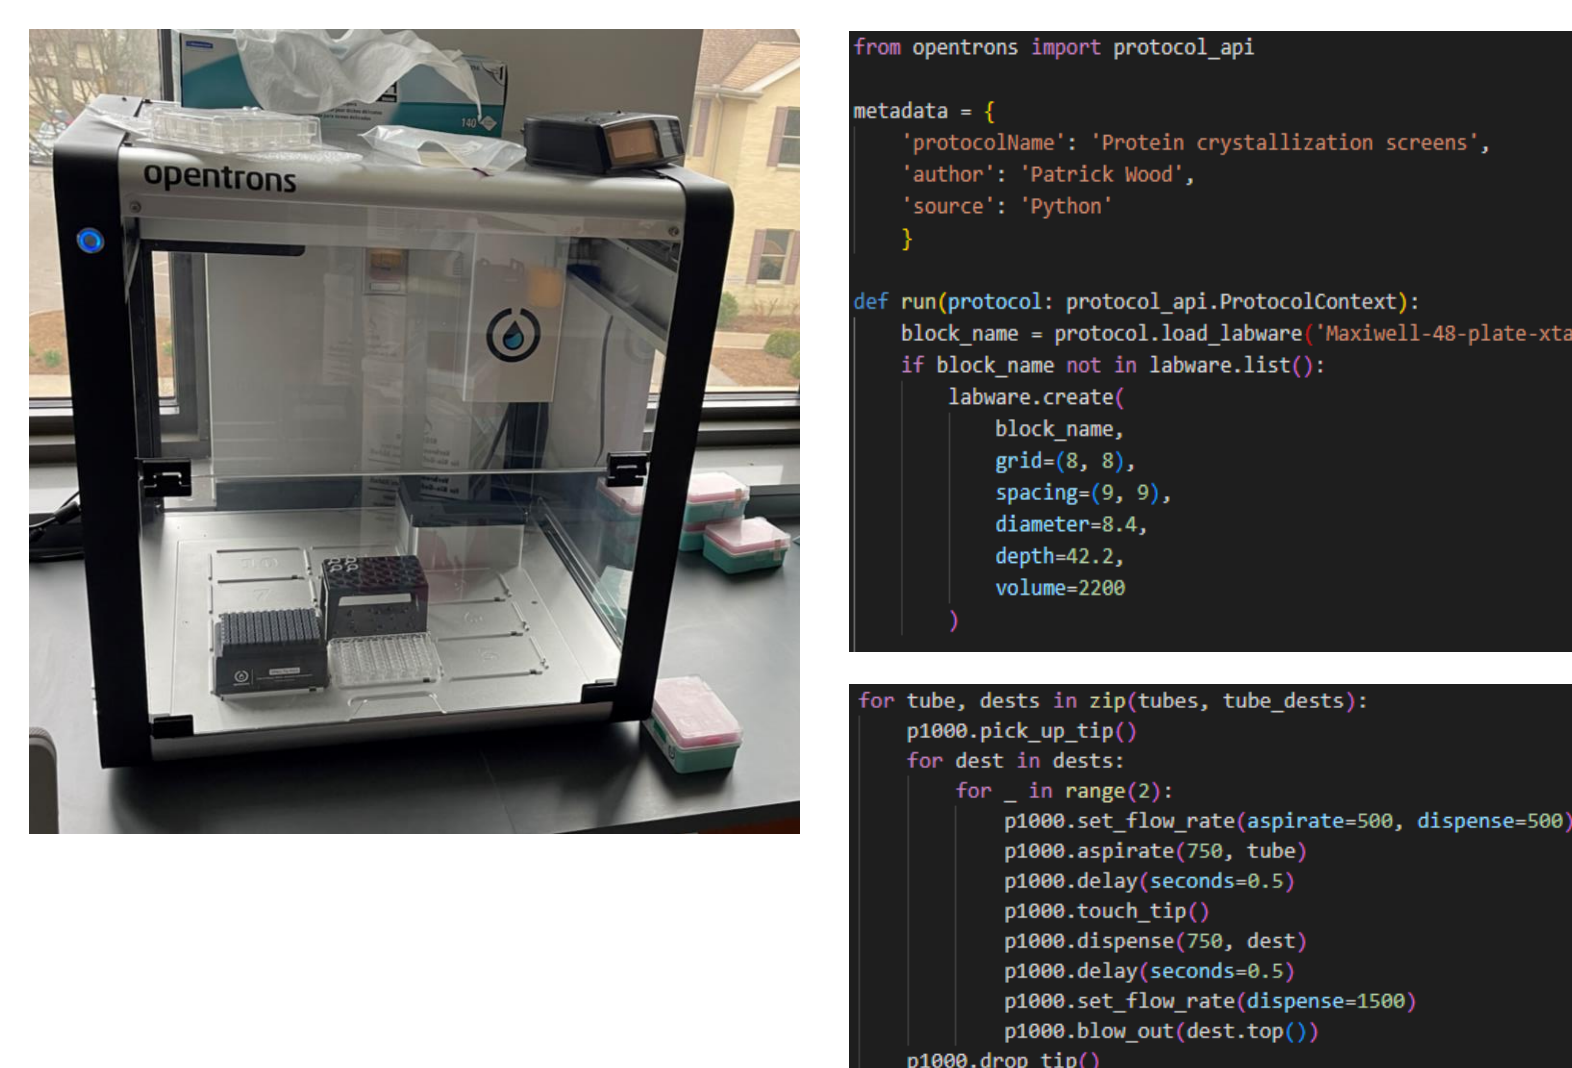 140
opentrons
from opentrons import protocol_api
metadata = {
'protocolName': 'Protein crystallization screens',
'author': 'Patrick Wood',
'source': 'Python'
}
def run(protocol: protocol_api.ProtocolContext):
block_name = protocol.load_labware('Maxiwell-48-plate-xta
if block_name not in labware.list():
labware.create(
block_name,
grid=(8, 8),
spacing=(9, 9),
diameter=8.4,
depth=42.2,
volume=2200
)
for tube, dests in zip(tubes, tube_dests):
p1000.pick_up_tip()
for dest in dests:
for _ in range(2):
p1000.set_flow_rate(aspirate=500, dispense=500)
p1000.aspirate(750, tube)
p1000.delay(seconds=0.5)
p1000.touch_tip()
p1000.dispense(750, dest)
p1000.delay(seconds=0.5)
p1000.set_flow_rate(dispense=1500)
p1000.blow_out(dest.top())
p1000.drop_tip()